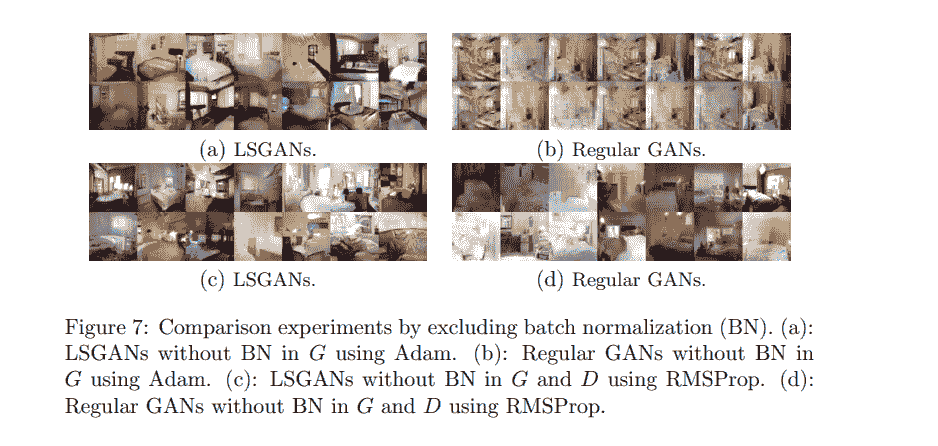 (a) LSGANs.
(b) Regular GANs.
(c) LSGANs.
(d) Regular GANs.
Figure 7: Comparison experiments by excluding batch normalization (BN). (a):
LSGANs without BN in G using Adam. (b): Regular GANs without BN in
G using Adam. (c): LSGANs without BN in G and D using RMSProp. (d):
Regular GANs without BN in G and D using RMSProp.